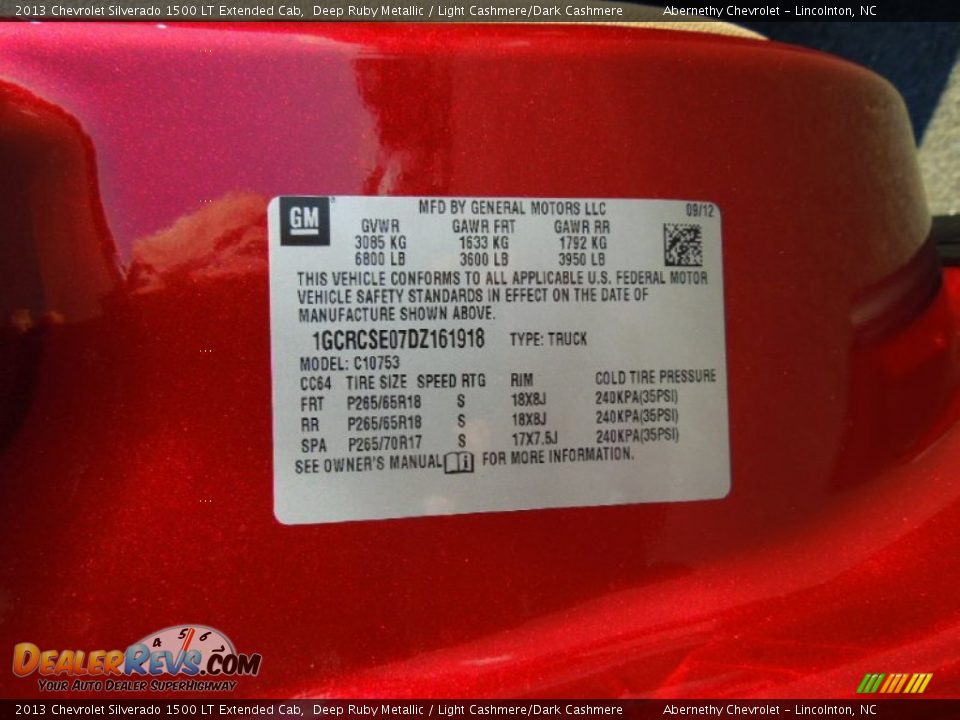 2013 Chevrolet Silverado 1500 LT Extended Cab, Deep Ruby Metallic / Light Cashmere/Dark Cashmere Abernethy Chevrolet - Lincolnton, NC
GM MFD BY GENERAL MOTORS LLC 09/12
GVWR GAWR FRT GAWR RR
3085 KG 1633 KG 1792 KG
6800 LB 3600 LB 3950 LB
THIS VEHICLE CONFORMS TO ALL APPLICABLE U.S. FEDERAL MOTOR
VEHICLE SAFETY STANDARDS IN EFFECT ON THE DATE OF
MANUFACTURE SHOWN ABOVE.
1GCRCSE07DZ161918 TYPE: TRUCK
MODEL: C10753
CC64 TIRE SIZE SPEED RTG RIM COLD TIRE PRESSURE
FRT P265/65R18 S 18X8J 240KPA(35PSI)
RR P265/65R18 S 18X8J 240KPA(35PSI)
SPA P265/70R17 S 17X7.5J 240KPA(35PSI)
SEE OWNER'S MANUAL i FOR MORE INFORMATION.
4 5 6
DealerRevs.com
Your Auto Dealer SuperHighway
2013 Chevrolet Silverado 1500 LT Extended Cab, Deep Ruby Metallic / Light Cashmere/Dark Cashmere Abernethy Chevrolet - Lincolnton, NC